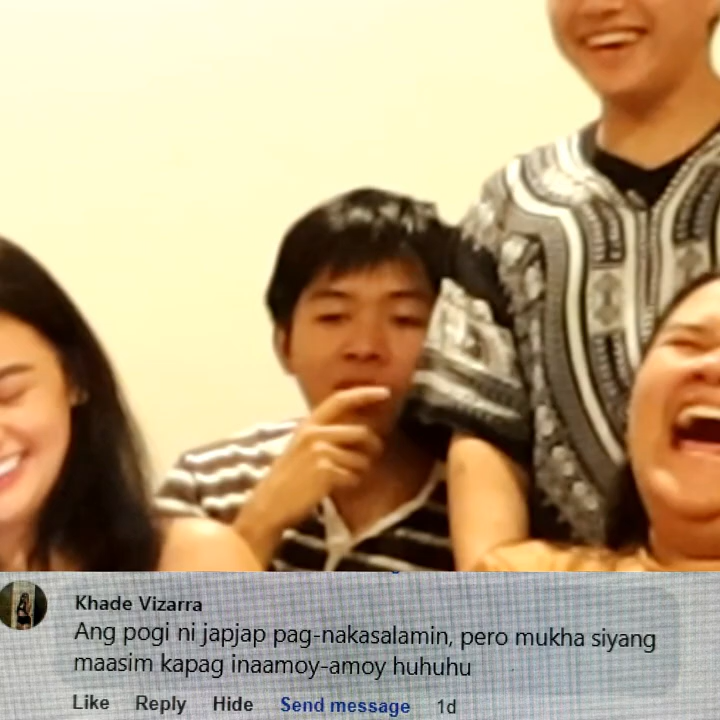 Khade Vizarra
Ang pogi ni japjap pag-nakasalamin, pero mukha siyang
maasim kapag inaamoy-amoy huhuhu
Like Reply Hide Send message 1d